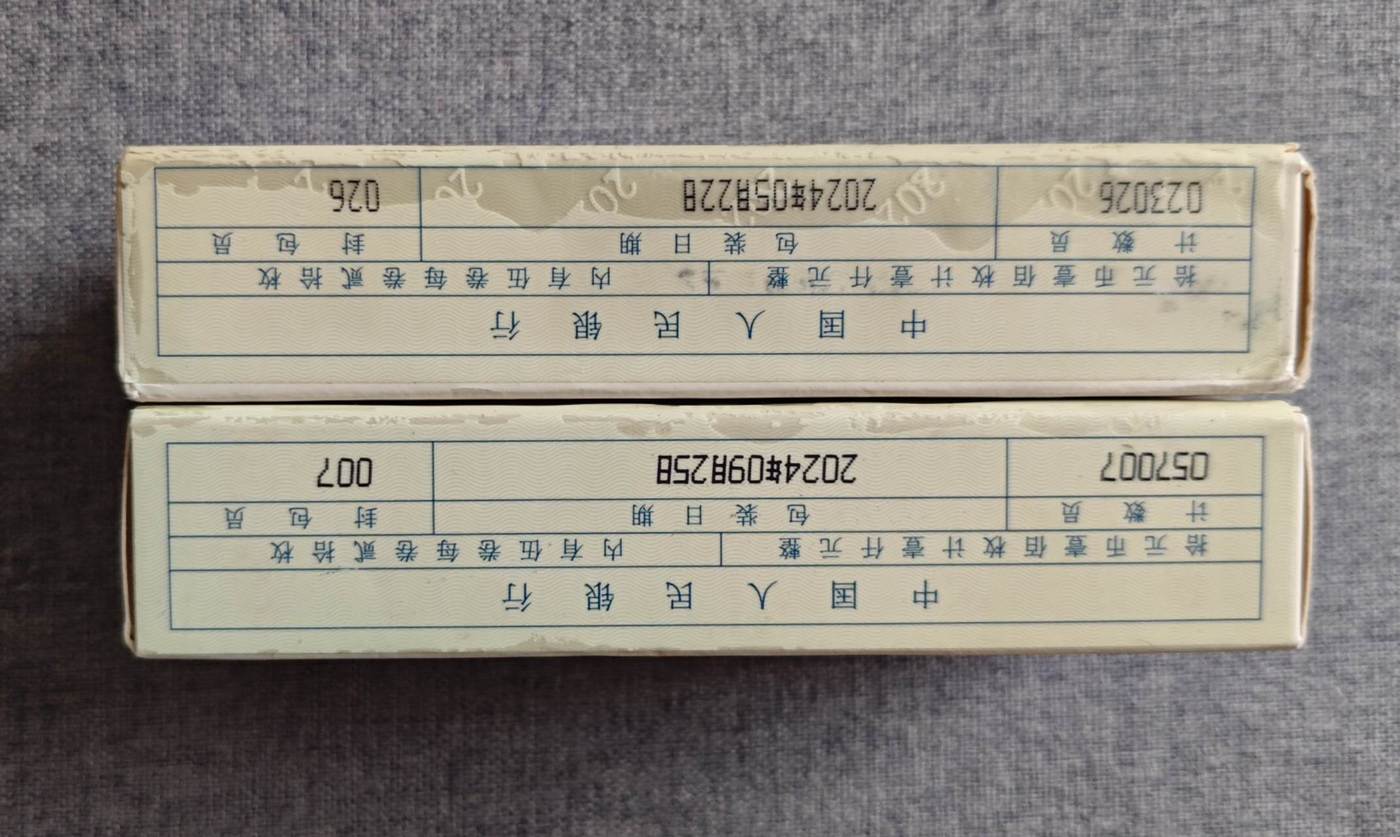 中国人民银行
拾元币壹佰枚计壹仟元整 内有伍卷每卷贰拾枚
计数员 包装日期 封包员
057007 2024年09月25日 007
中国人民银行
拾元币壹佰枚计壹仟元整 内有伍卷每卷贰拾枚
计数员 包装日期 封包员
023026 2024年05月22日 026